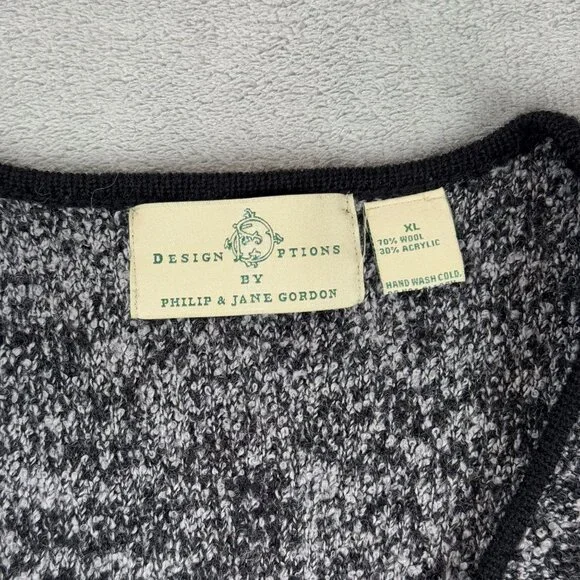 DESIGN OPTIONS
BY
PHILIP & JANE GORDON
XL
70% WOOL
30% ACRYLIC
HAND WASH COLD.